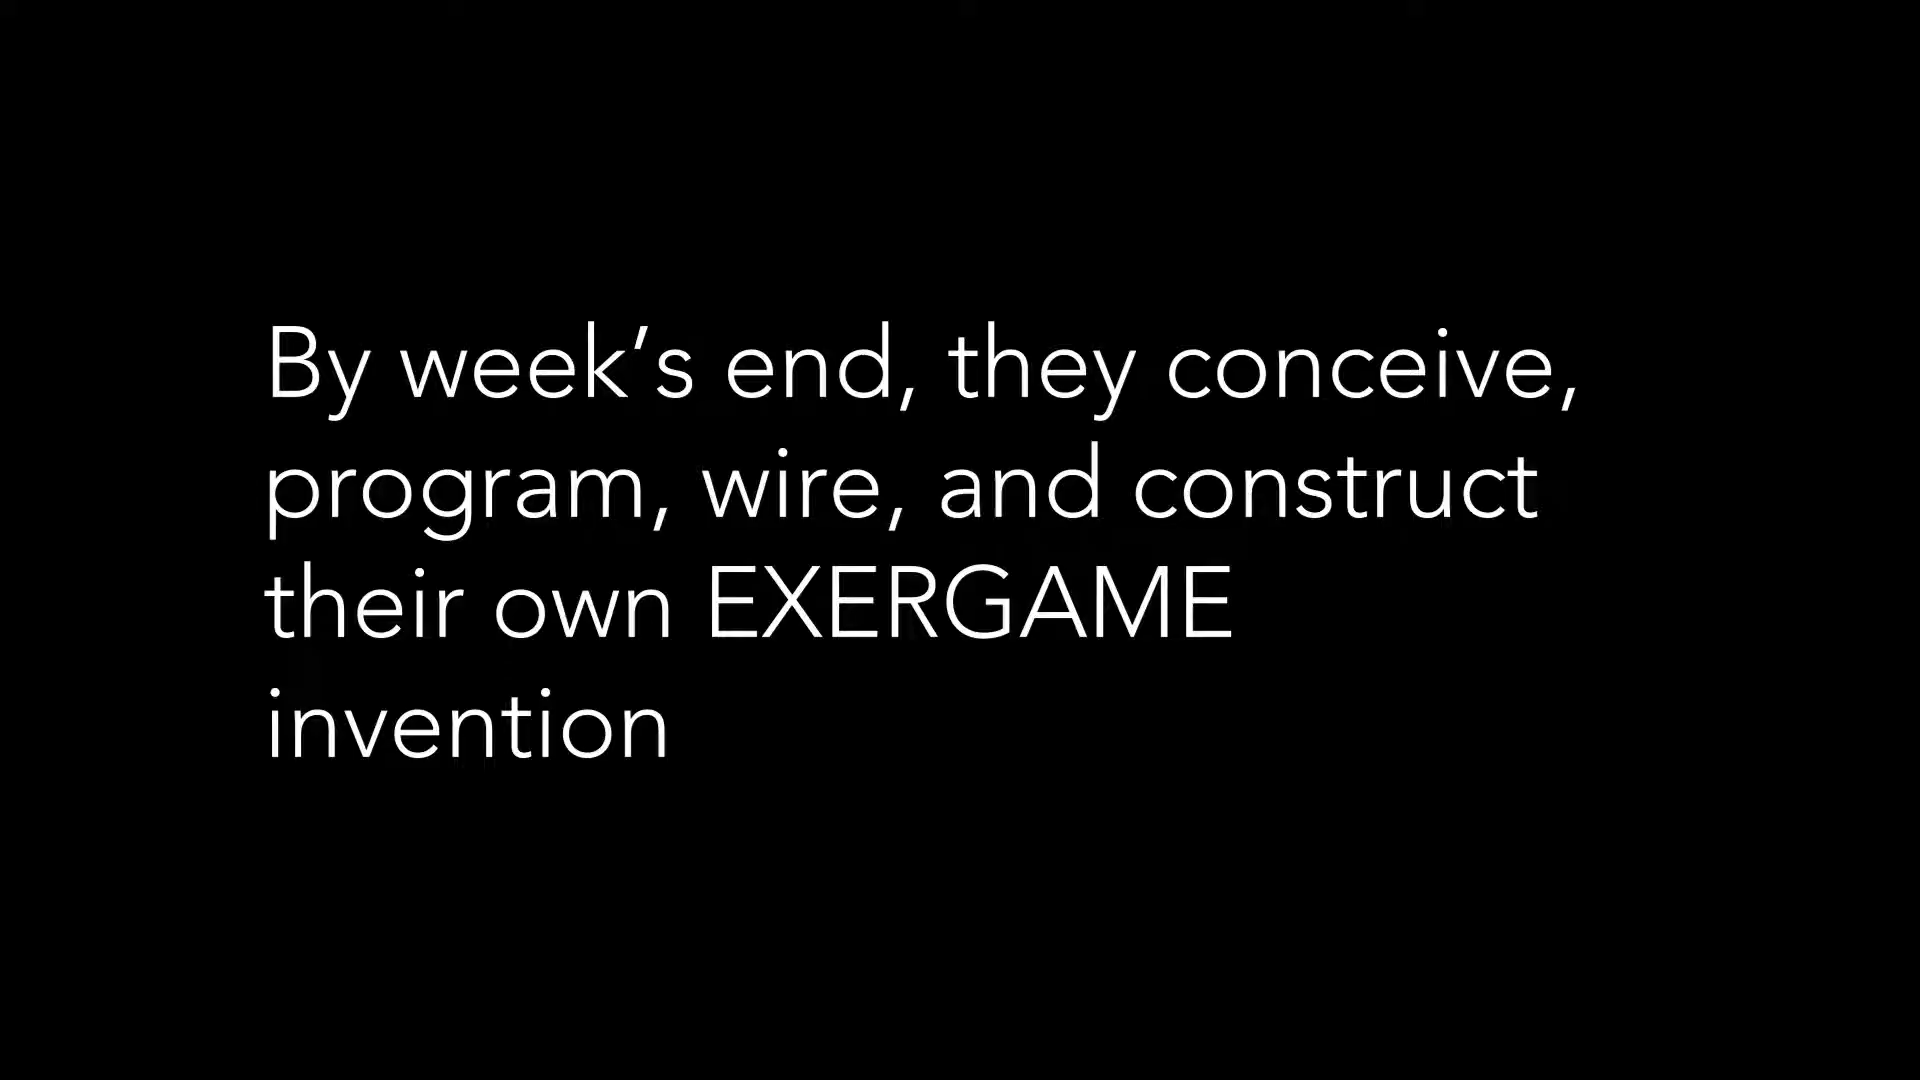 By week’s end, they conceive,
program, wire, and construct
their own EXERGAME
invention